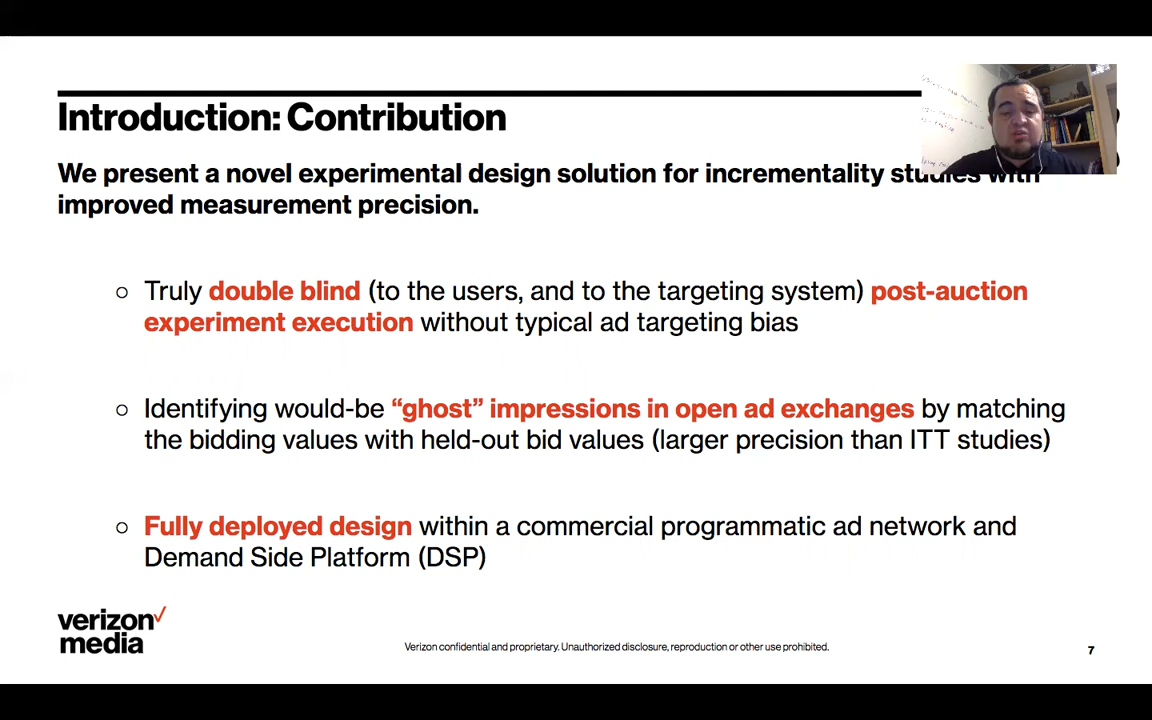 Introduction: Contribution
We present a novel experimental design solution for incrementality studies with
improved measurement precision.
○ Truly double blind (to the users, and to the targeting system) post-auction
experiment execution without typical ad targeting bias
○ Identifying would-be “ghost” impressions in open ad exchanges by matching
the bidding values with held-out bid values (larger precision than ITT studies)
○ Fully deployed design within a commercial programmatic ad network and
Demand Side Platform (DSP)
verizon✓
media
Verizon confidential and proprietary. Unauthorized disclosure, reproduction or other use prohibited.
7